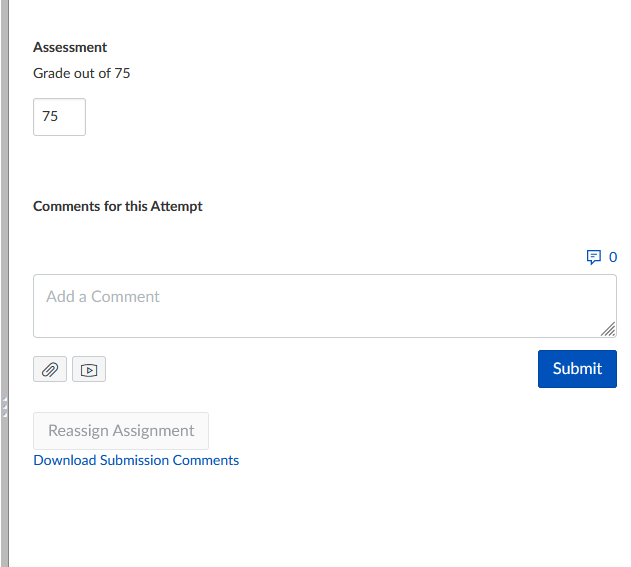 Assessment
Grade out of 75
75
Comments for this Attempt
0
Add a Comment
Submit
Reassign Assignment
Download Submission Comments